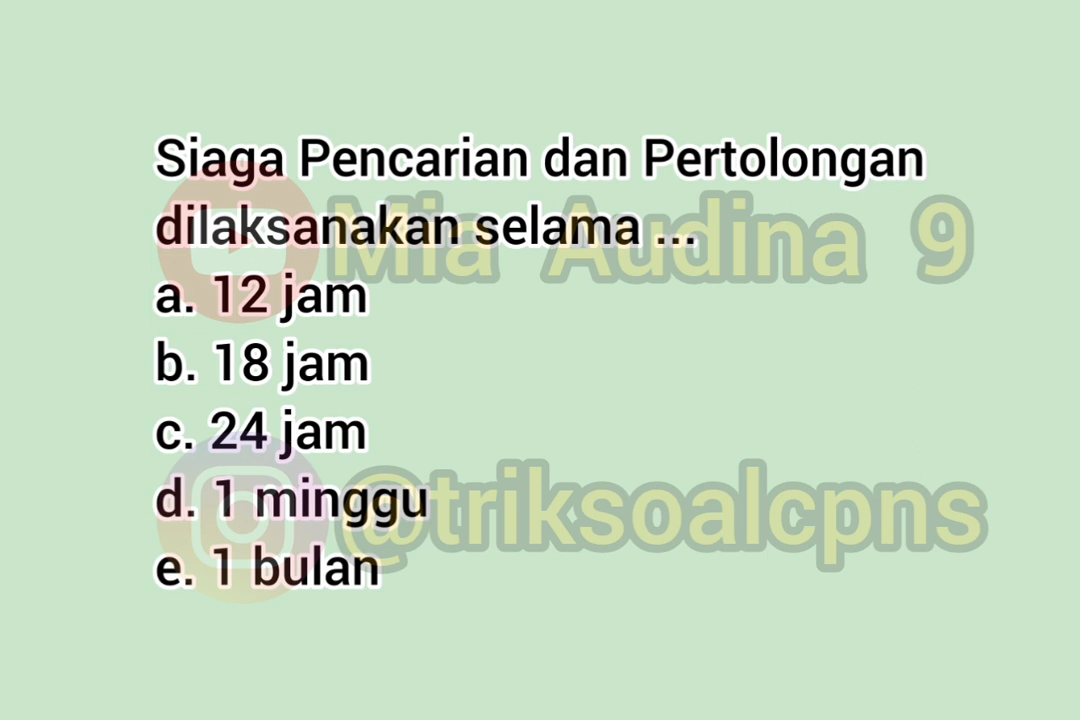 Siaga Pencarian dan Pertolongan
dilaksanakan selama ...
Mia Audina 9
a. 12 jam
b. 18 jam
c. 24 jam
d. 1 minggu
@triksoalcpns
e. 1 bulan